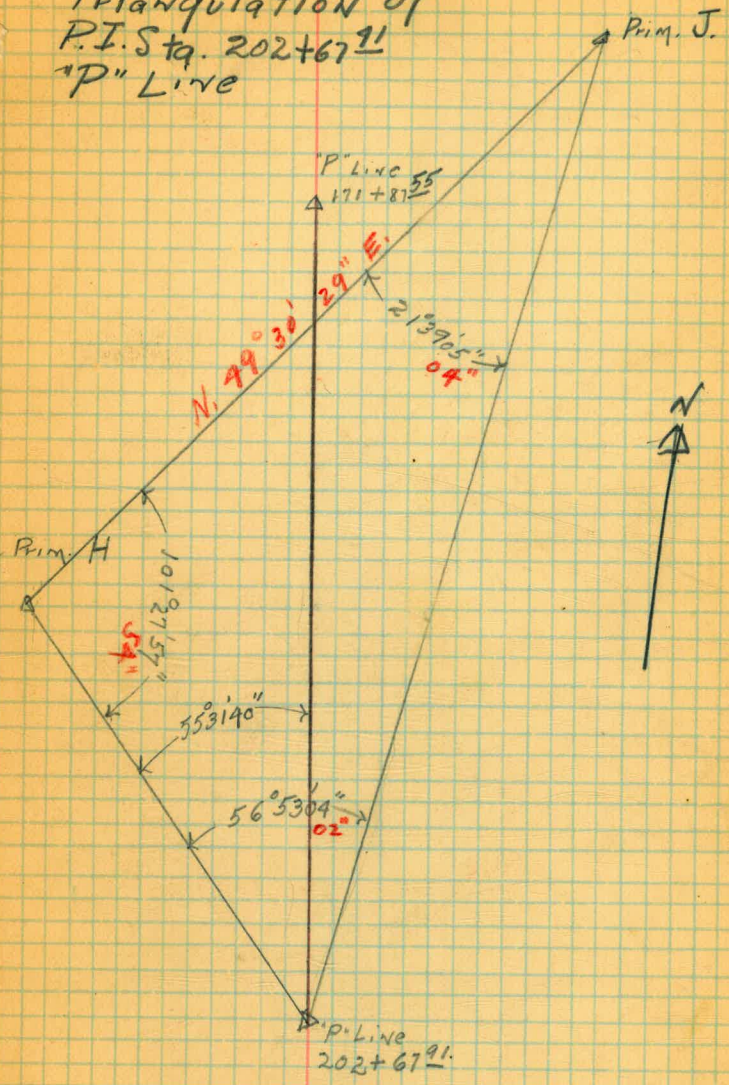 Triangulation of
P.I. Sta. 202+67 91
"P" Line
Prim. J.
"P" Line
171+87 55
N. 49° 30' 29" E.
21° 39' 05"
04"
N
Prim. H
101° 27' 57"
54"
55° 31' 40"
56° 53' 04"
02"
"P" Line
202+67 91.